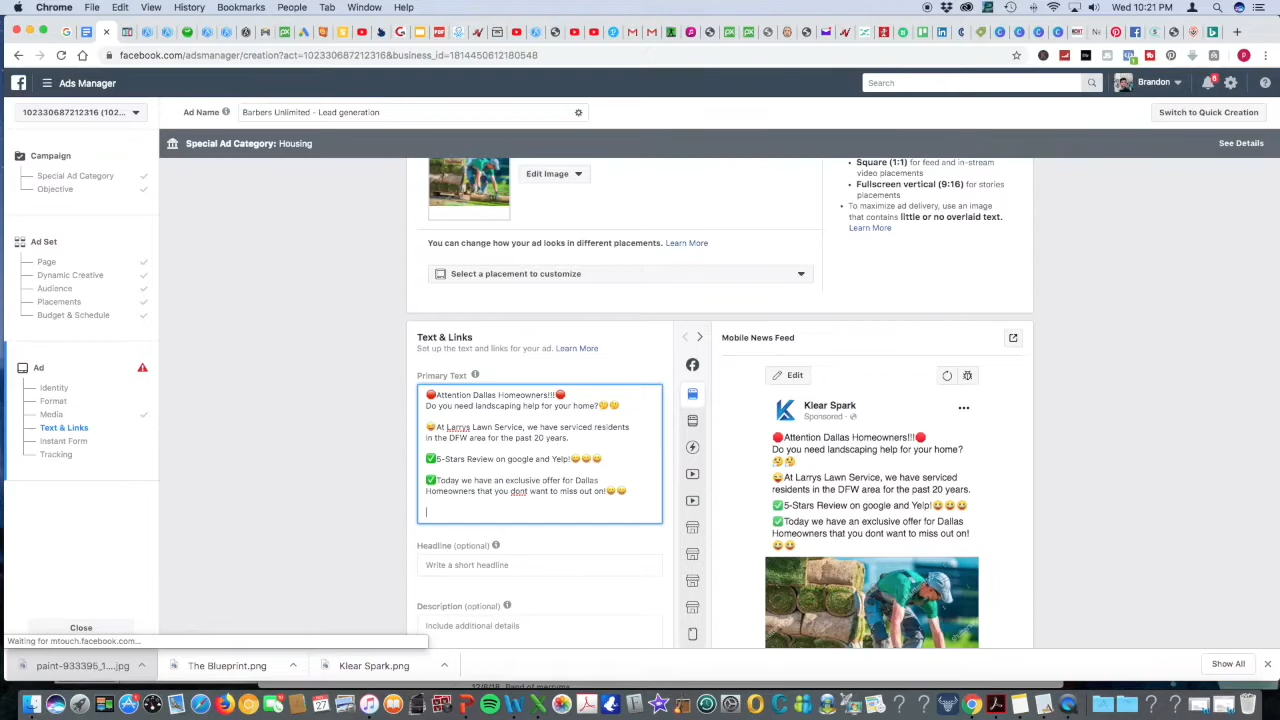 Chrome File Edit View History Bookmarks People Tab Window Help
Wed 10:21 PM
facebook.com/adsmanager/creation?act=102330687212316&business_id=1814450612180548
Ads Manager
Search
Brandon
6
102330687212316 (102...
Ad Name
Barbers Unlimited - Lead generation
Switch to Quick Creation
Special Ad Category: Housing
See Details
Campaign
Special Ad Category
Objective
Ad Set
Page
Dynamic Creative
Audience
Placements
Budget & Schedule
Ad
Identity
Format
Media
Text & Links
Instant Form
Tracking
Close
Edit Image
• Square (1:1) for feed and in-stream
video placements
• Fullscreen vertical (9:16) for stories
placements
• To maximize ad delivery, use an image
that contains little or no overlaid text.
Learn More
You can change how your ad looks in different placements. Learn More
Select a placement to customize
Text & Links
Set up the text and links for your ad. Learn More
Primary Text
🔴Attention Dallas Homeowners!!!🔴
Do you need landscaping help for your home?🤔🤔
😜At Larrys Lawn Service, we have serviced residents
in the DFW area for the past 20 years.
✅5-Stars Review on google and Yelp!😀😀😀
✅Today we have an exclusive offer for Dallas
Homeowners that you dont want to miss out on!😀😀
Headline (optional)
Write a short headline
Description (optional)
Include additional details
Mobile News Feed
Edit
Klear Spark
Sponsored ·
🔴Attention Dallas Homeowners!!!🔴
Do you need landscaping help for your home?
🤔🤔
😜At Larrys Lawn Service, we have serviced
residents in the DFW area for the past 20 years.
✅5-Stars Review on google and Yelp!😀😀😀
✅Today we have an exclusive offer for Dallas
Homeowners that you dont want to miss out on!
😀😀
Waiting for mtouch.facebook.com...
paint-933395_1....jpg
The Blueprint.png
Klear Spark.png
Show All